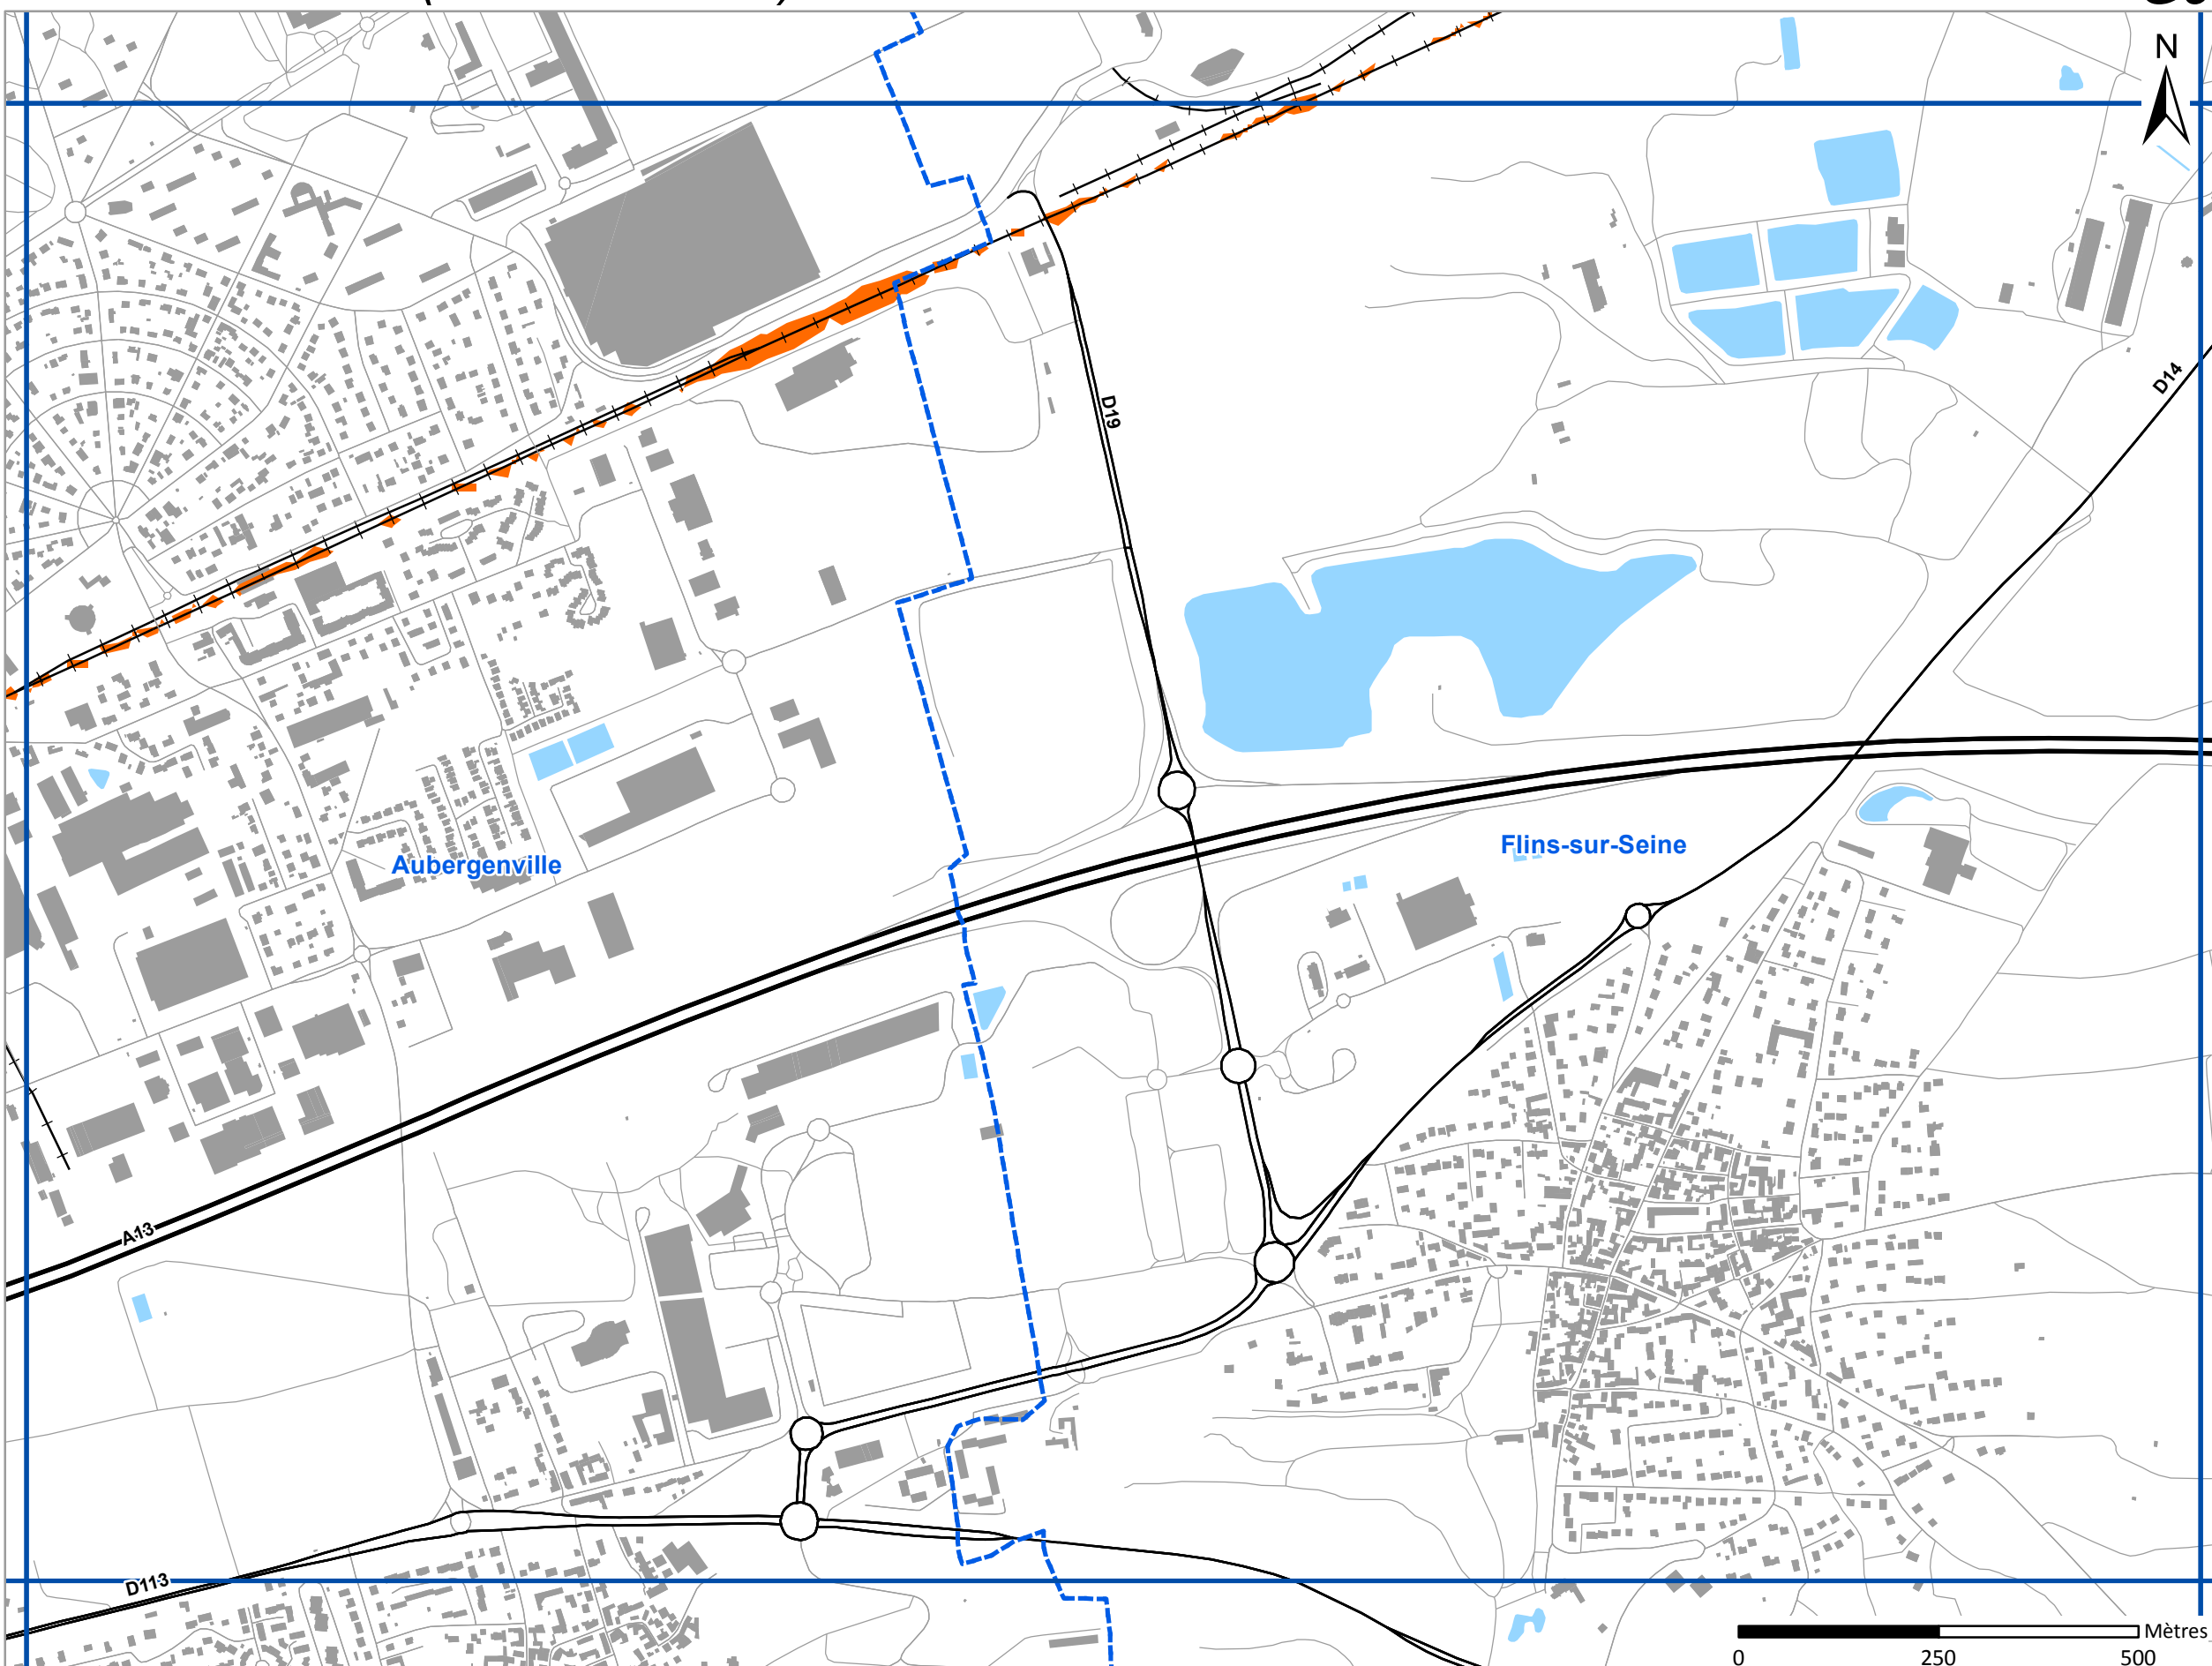 N
D14
D19
Flins-sur-Seine
Aubergenville
A13
D113
Mètres
0 250 500